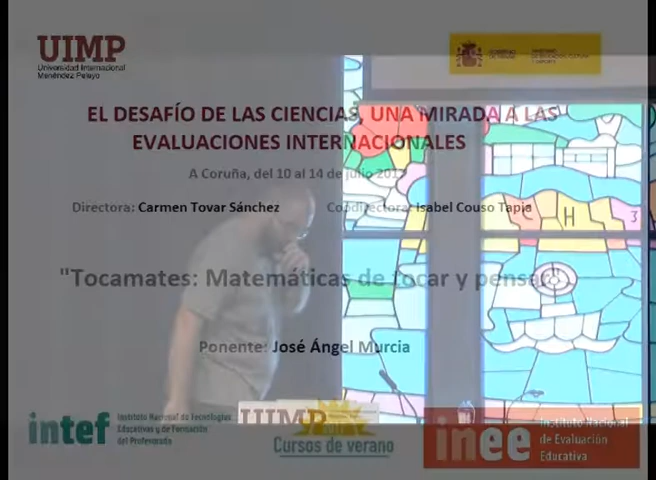 UIMP
Universidad Internacional
Menéndez Pelayo
EL DESAFÍO DE LAS CIENCIAS, UNA MIRADA A LAS
EVALUACIONES INTERNACIONALES
A Coruña, del 10 al 14 de julio
Directora: Carmen Tovar Sánchez
Codirectora: Isabel Couso Tapia
"Tocamates: Matemáticas de tocar y pensar
Ponente: José Ángel Murcia
intef
Instituto Nacional de Tecnologías
Educativas y de Formación
del Profesorado
UIMP
Cursos de verano
inee
Instituto Nacional
de Evaluación
Educativa
C H 3